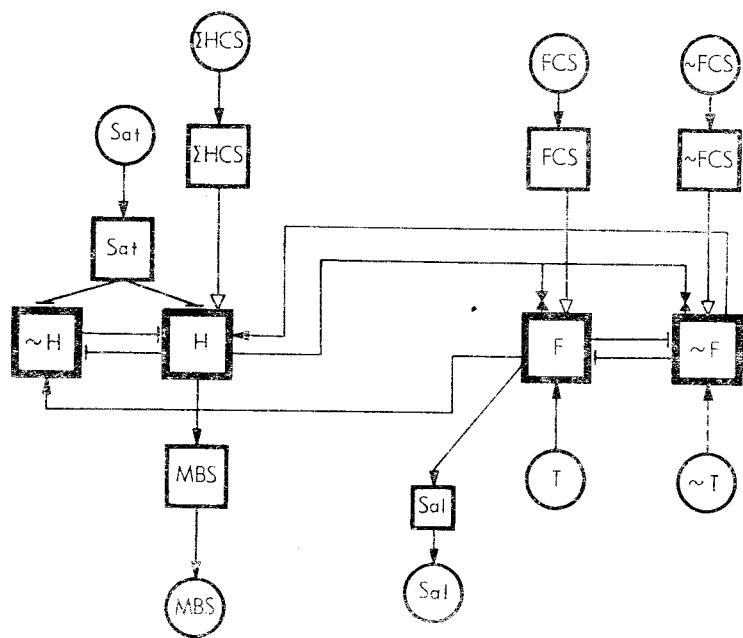 ΣHCS
FCS
~FCS
Sat
ΣHCS
FCS
~FCS
Sat
~H
H
F
~F
MBS
Sal
T
~T
MBS
Sal